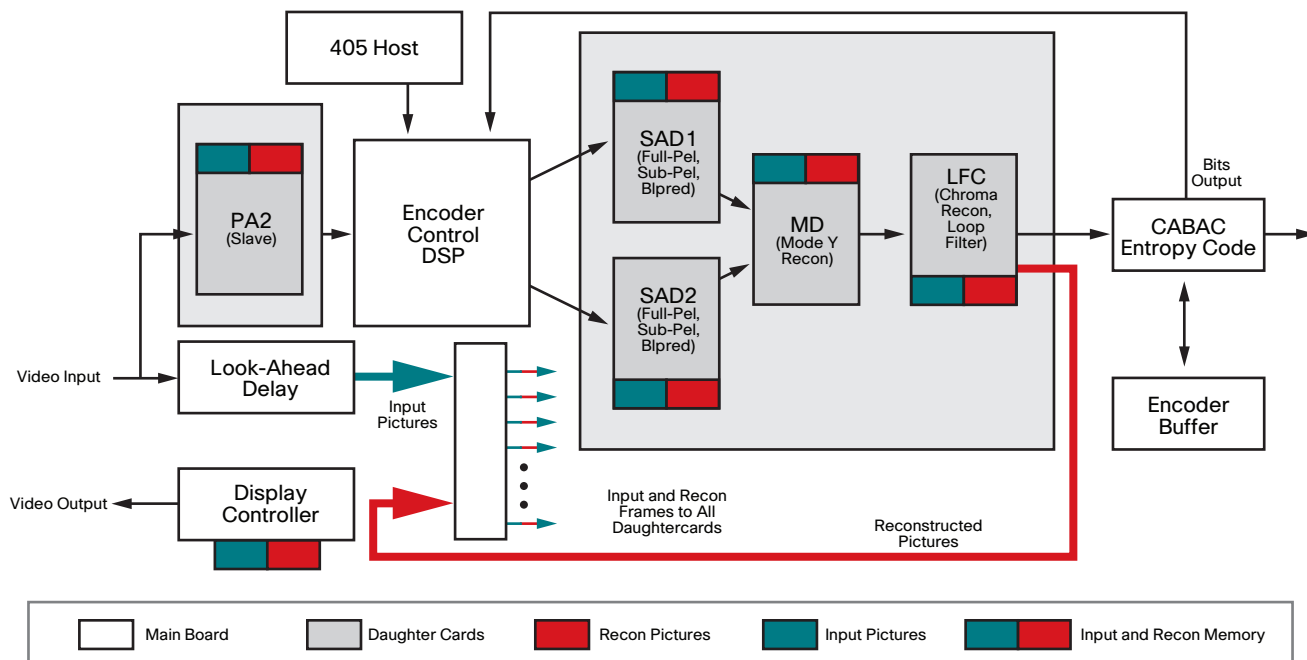 405 Host
PA2
(Slave)
Encoder
Control
DSP
SAD1
(Full-Pel,
Sub-Pel,
Blpred)
SAD2
(Full-Pel,
Sub-Pel,
Blpred)
MD
(Mode Y
Recon)
LFC
(Chroma
Recon,
Loop
Filter)
Bits
Output
CABAC
Entropy Code
Encoder
Buffer
Video Input
Look-Ahead
Delay
Input
Pictures
Video Output
Display
Controller
Input and Recon
Frames to All
Daughtercards
Reconstructed
Pictures
Main Board
Daughter Cards
Recon Pictures
Input Pictures
Input and Recon Memory